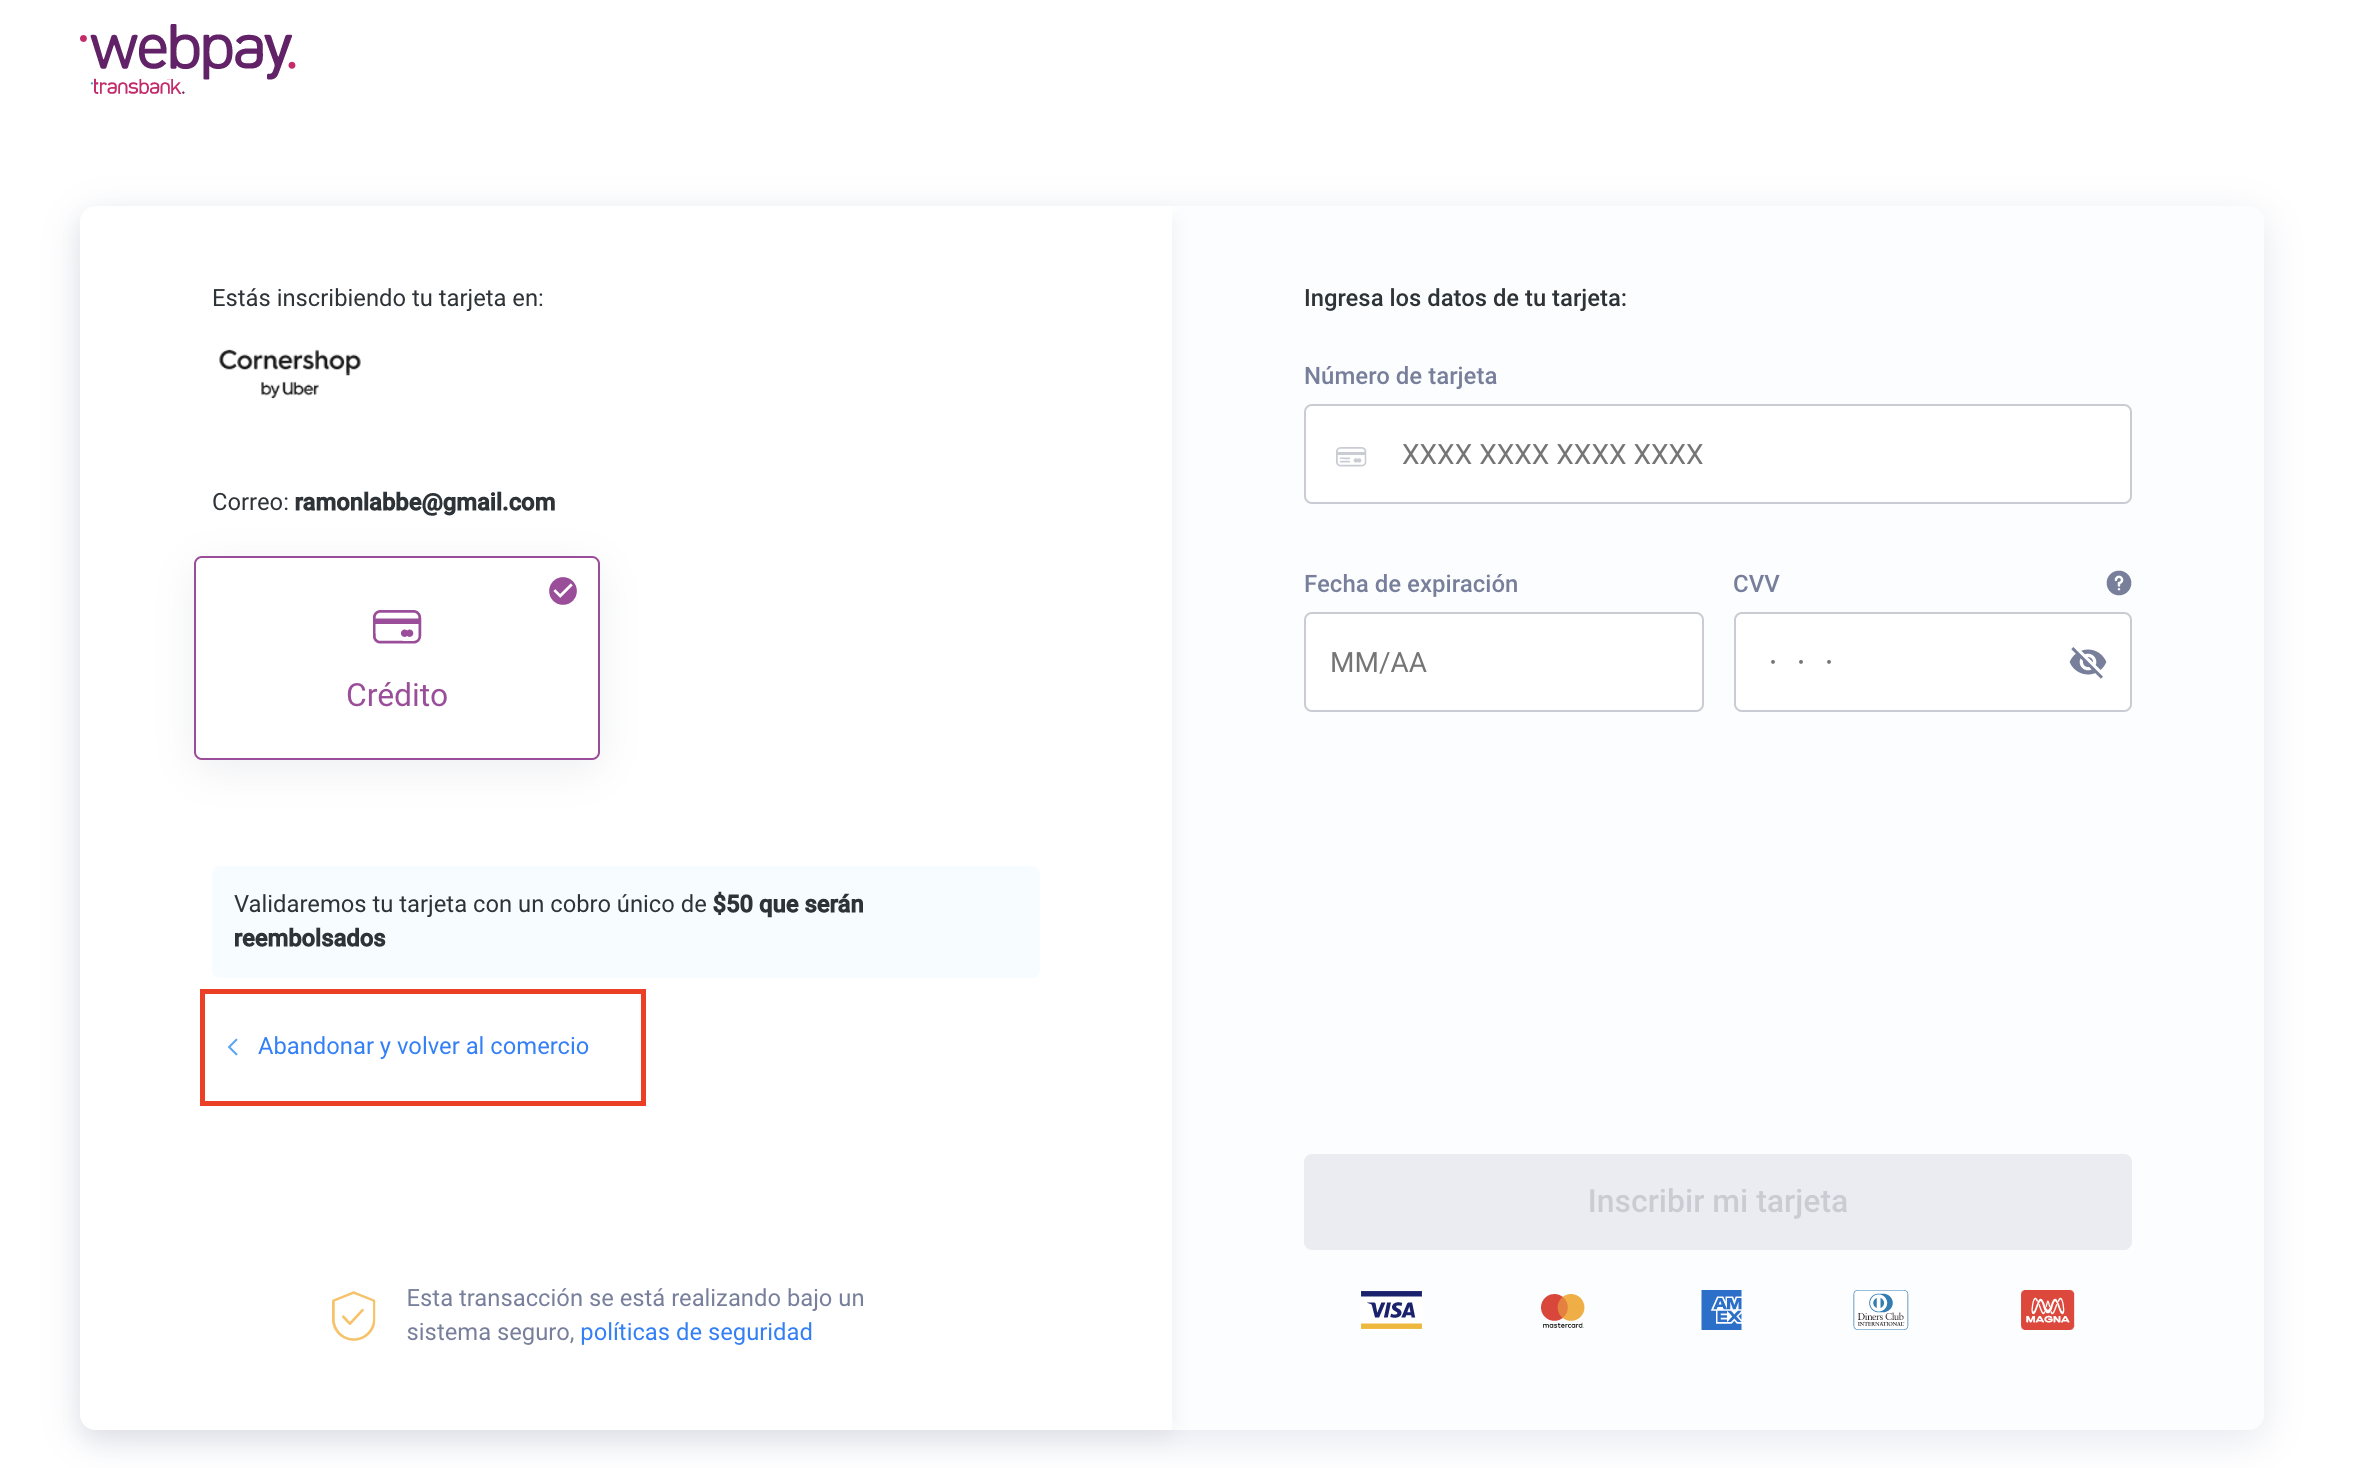 webpay.
transbank.
Estás inscribiendo tu tarjeta en:
Cornershop
by Uber
Correo: ramonlabbe@gmail.com
Crédito
Validaremos tu tarjeta con un cobro único de $50 que serán
reembolsados
Abandonar y volver al comercio
Esta transacción se está realizando bajo un
sistema seguro, políticas de seguridad
Ingresa los datos de tu tarjeta:
Número de tarjeta
XXXX XXXX XXXX XXXX
Fecha de expiración
CVV
?
MM/AA
Inscribir mi tarjeta
VISA
mastercard
AM
EX
Diners Club
INTERNATIONAL
MAGNA